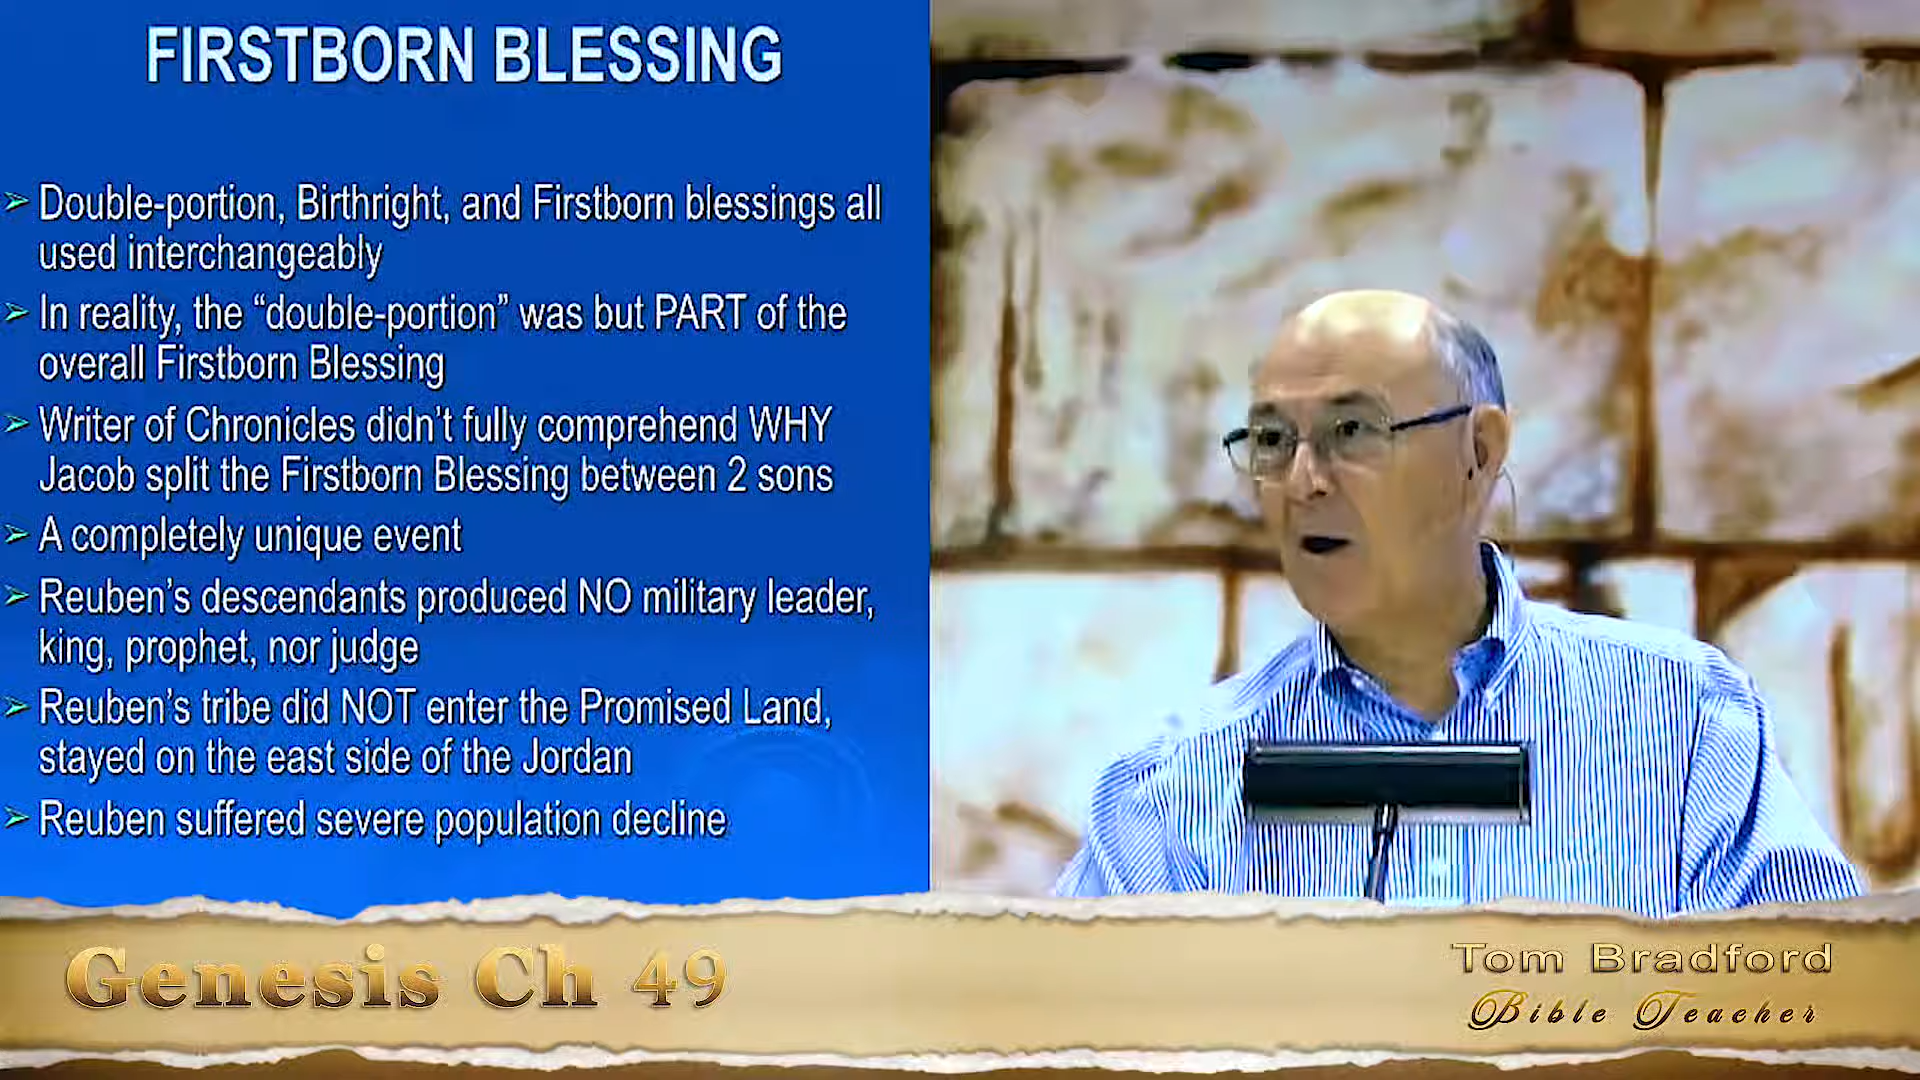 FIRSTBORN BLESSING
➢ Double-portion, Birthright, and Firstborn blessings all
used interchangeably
➢ In reality, the “double-portion” was but PART of the
overall Firstborn Blessing
➢ Writer of Chronicles didn’t fully comprehend WHY
Jacob split the Firstborn Blessing between 2 sons
➢ A completely unique event
➢ Reuben’s descendants produced NO military leader,
king, prophet, nor judge
➢ Reuben’s tribe did NOT enter the Promised Land,
stayed on the east side of the Jordan
➢ Reuben suffered severe population decline
Genesis Ch 49
Tom Bradford
Bible Teacher